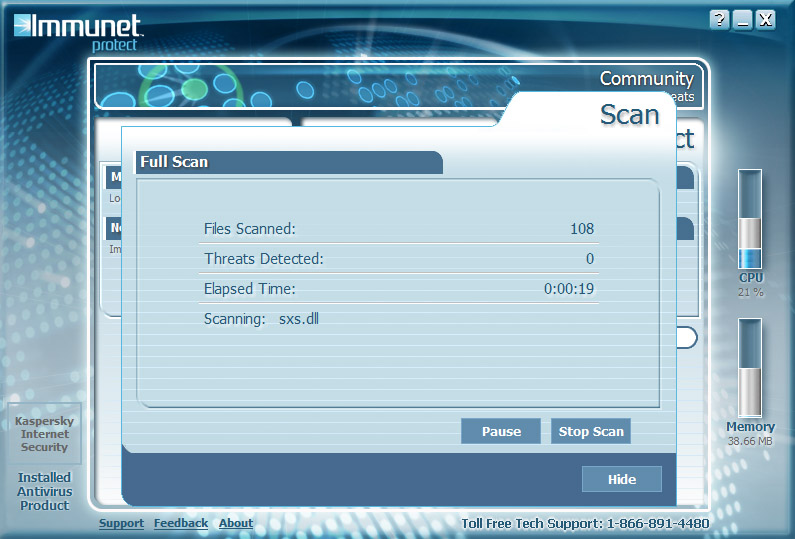 Immunet
protect
? _ X
Community
eats
Scan
ct
Full Scan
M
Lo
N
Im
Files Scanned: 108
Threats Detected: 0
Elapsed Time: 0:00:19
Scanning: sxs.dll
Pause Stop Scan
Hide
CPU
21 %
Memory
38.66 MB
Kaspersky
Internet
Security
Installed
Antivirus
Product
Support Feedback About
Toll Free Tech Support: 1-866-891-4480